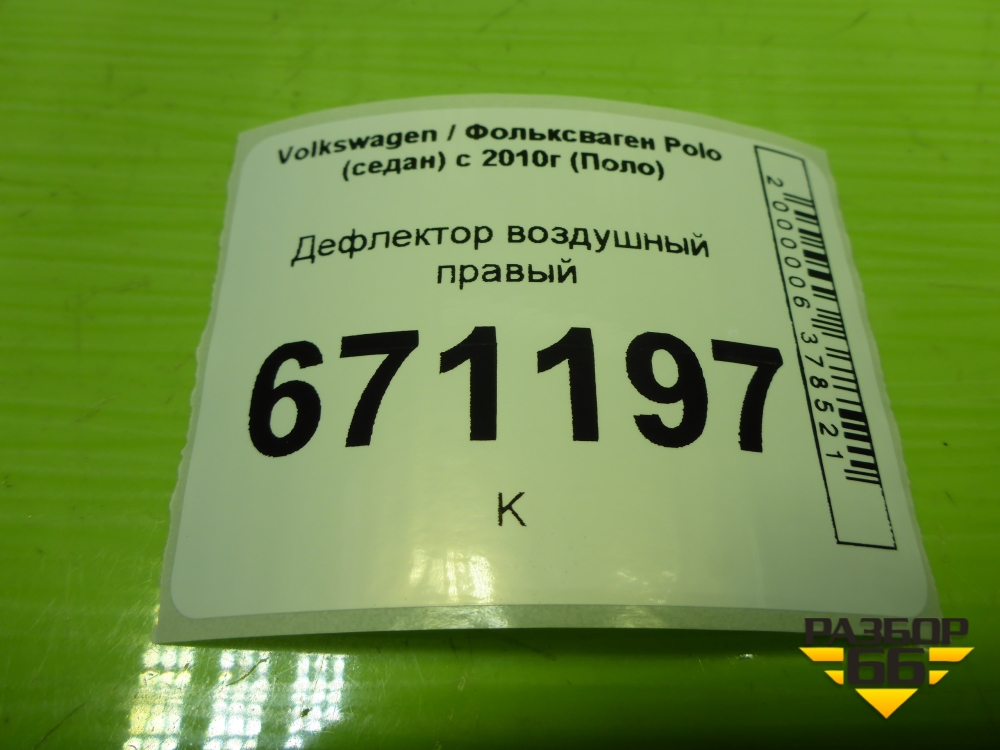 Volkswagen / Фольксваген Polo
(седан) с 2010г (Поло)
Дефлектор воздушный
правый
671197
К
2000006378521
РАЗБОР
66